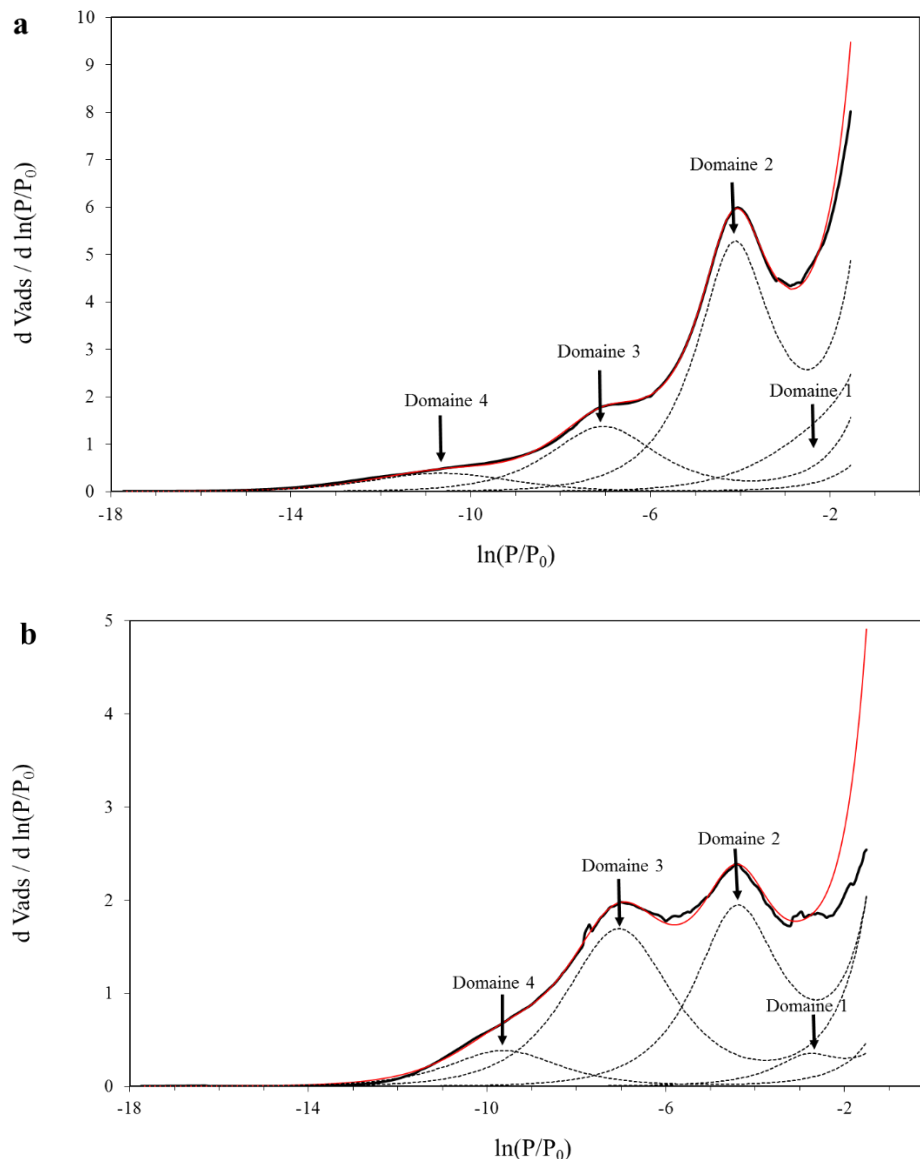 a
10
9
8
7
6
5
4
3
2
1
0
d Vads / d ln(P/P₀)
Domaine 2
Domaine 3
Domaine 1
Domaine 4
-18
-14
-10
-6
-2
ln(P/P₀)
b
5
4
3
2
1
0
d Vads / d ln(P/P₀)
Domaine 2
Domaine 3
Domaine 4
Domaine 1
-18
-14
-10
-6
-2
ln(P/P₀)